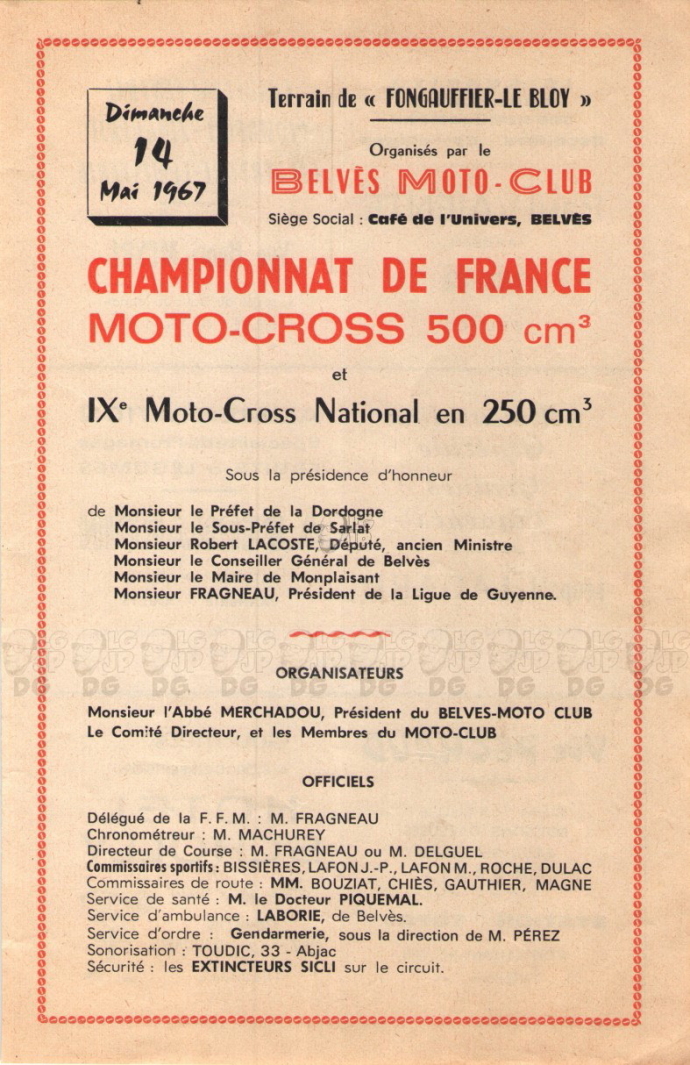 Dimanche
14
Mai 1967
Terrain de « FONGAUFFIER-LE BLOY »
Organisés par le
BELVÈS MOTO-CLUB
Siège Social : Café de l'Univers, BELVÈS
CHAMPIONNAT DE FRANCE
MOTO-CROSS 500 cm³
et
IXe Moto-Cross National en 250 cm³
Sous la présidence d'honneur
de Monsieur le Préfet de la Dordogne
Monsieur le Sous-Préfet de Sarlat
Monsieur Robert LACOSTE, Député, ancien Ministre
Monsieur le Conseiller Général de Belvès
Monsieur le Maire de Monplaisant
Monsieur FRAGNEAU, Président de la Ligue de Guyenne.
ORGANISATEURS
Monsieur l'Abbé MERCHADOU, Président du BELVES-MOTO CLUB
Le Comité Directeur, et les Membres du MOTO-CLUB
OFFICIELS
Délégué de la F. F. M. : M. FRAGNEAU
Chronométreur : M. MACHUREY
Directeur de Course : M. FRAGNEAU ou M. DELGUEL
Commissaires sportifs : BISSIÈRES, LAFON J.-P., LAFON M., ROCHE, DULAC
Commissaires de route : MM. BOUZIAT, CHIÈS, GAUTHIER, MAGNE
Service de santé : M. le Docteur PIQUEMAL.
Service d'ambulance : LABORIE, de Belvès.
Service d'ordre : Gendarmerie, sous la direction de M. PÉREZ
Sonorisation : TOUDIC, 33 - Abjac
Sécurité : les EXTINCTEURS SICLI sur le circuit.